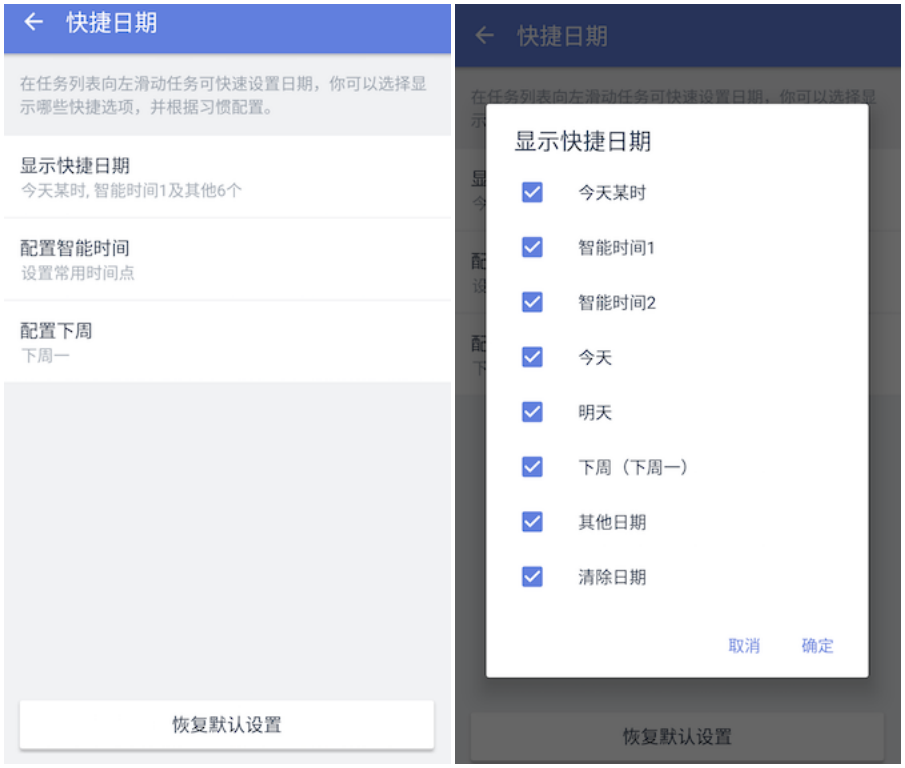 快捷日期
在任务列表向左滑动任务可快速设置日期，你可以选择显
示哪些快捷选项，并根据习惯配置。
显示快捷日期
今天某时, 智能时间1及其他6个
配置智能时间
设置常用时间点
配置下周
下周一
恢复默认设置
快捷日期
在任务列表向左滑动任务可快速设置日期，你可以选择显
示
显示快捷日期
今天某时
智能时间1
智能时间2
今天
明天
下周（下周一）
其他日期
清除日期
取消 确定
恢复默认设置